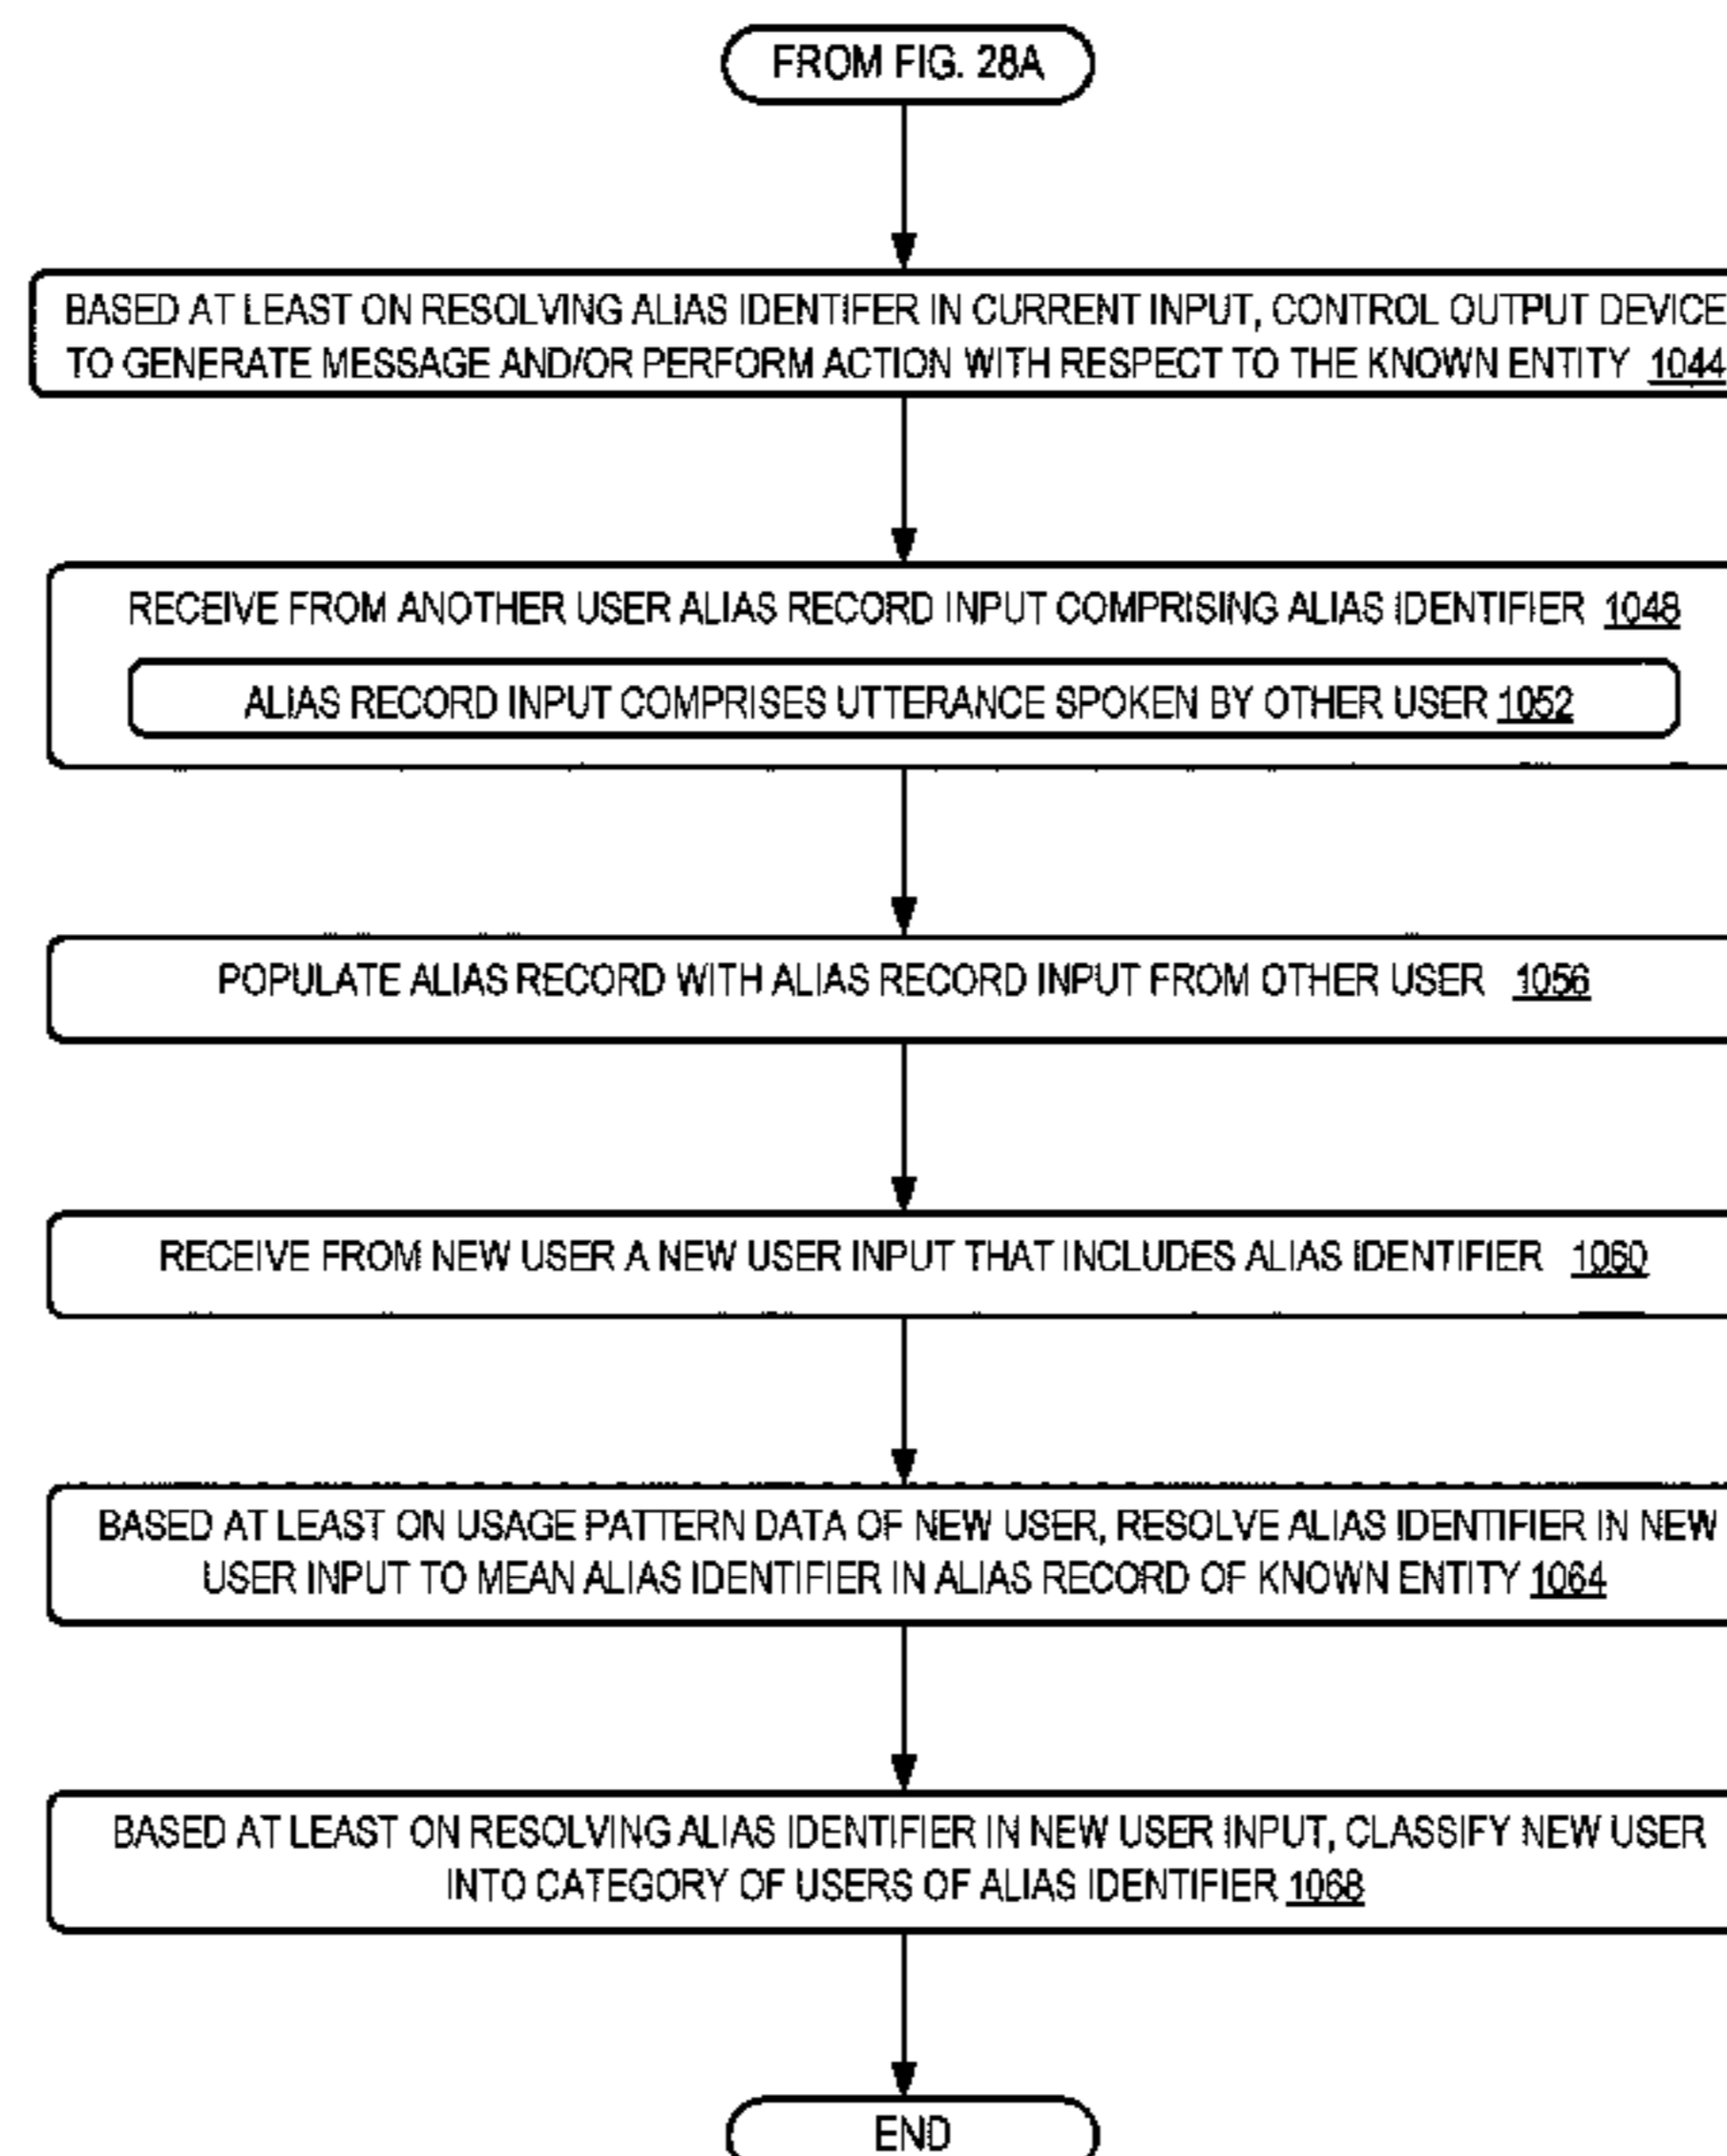 FROM FIG. 28A
BASED AT LEAST ON RESOLVING ALIAS IDENTIFER IN CURRENT INPUT, CONTROL OUTPUT DEVICE
TO GENERATE MESSAGE AND/OR PERFORM ACTION WITH RESPECT TO THE KNOWN ENTITY 1044
RECEIVE FROM ANOTHER USER ALIAS RECORD INPUT COMPRISING ALIAS IDENTIFIER 1048
ALIAS RECORD INPUT COMPRISES UTTERANCE SPOKEN BY OTHER USER 1052
POPULATE ALIAS RECORD WITH ALIAS RECORD INPUT FROM OTHER USER 1056
RECEIVE FROM NEW USER A NEW USER INPUT THAT INCLUDES ALIAS IDENTIFIER 1060
BASED AT LEAST ON USAGE PATTERN DATA OF NEW USER, RESOLVE ALIAS IDENTIFIER IN NEW
USER INPUT TO MEAN ALIAS IDENTIFIER IN ALIAS RECORD OF KNOWN ENTITY 1064
BASED AT LEAST ON RESOLVING ALIAS IDENTIFIER IN NEW USER INPUT, CLASSIFY NEW USER
INTO CATEGORY OF USERS OF ALIAS IDENTIFIER 1068
END